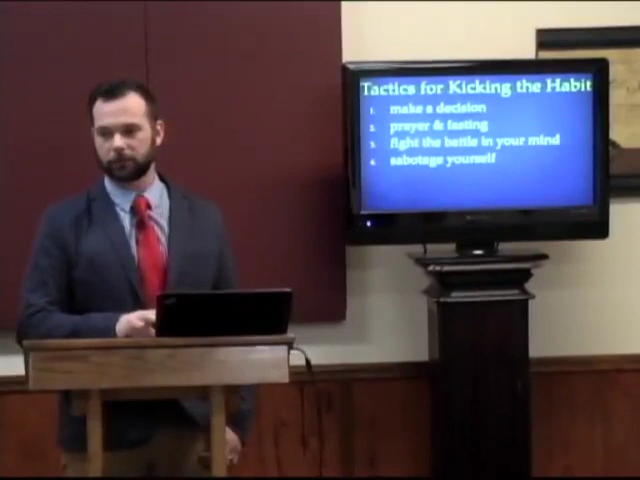 Tactics for Kicking the Habit
1. make a decision
2. prayer & fasting
3. fight the battle in your mind
4. sabotage yourself